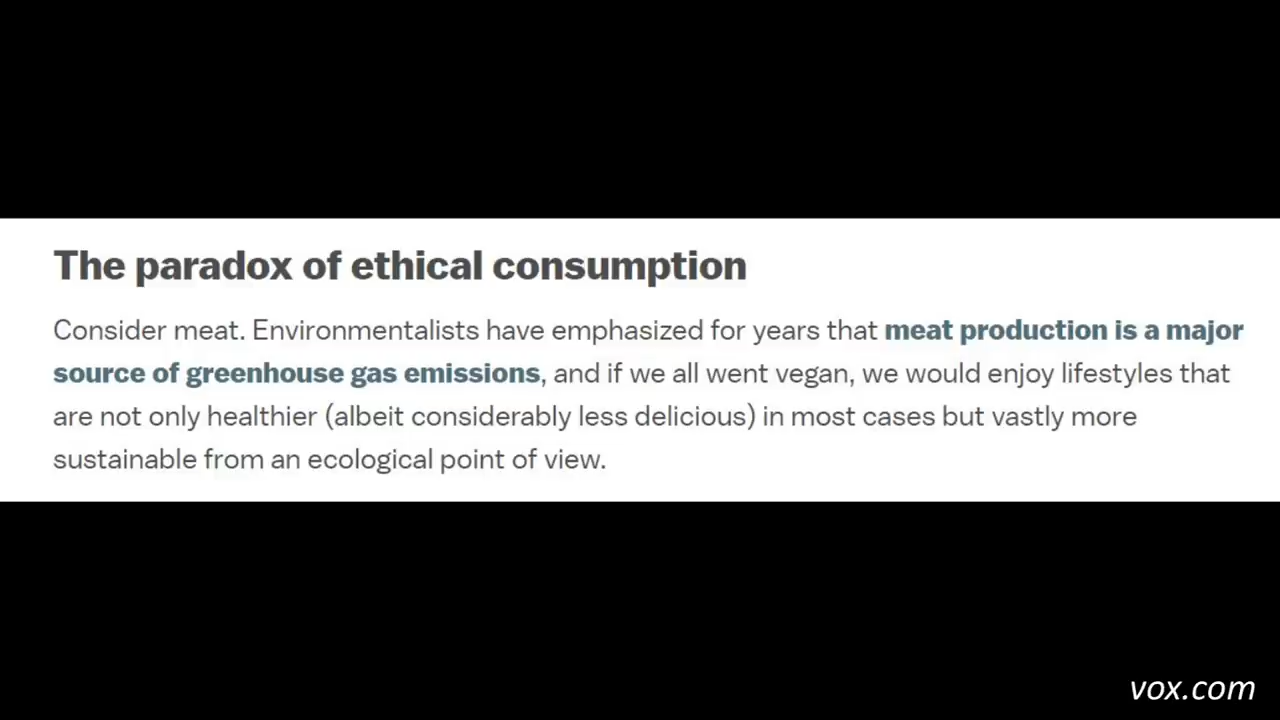 The paradox of ethical consumption
Consider meat. Environmentalists have emphasized for years that meat production is a major
source of greenhouse gas emissions, and if we all went vegan, we would enjoy lifestyles that
are not only healthier (albeit considerably less delicious) in most cases but vastly more
sustainable from an ecological point of view.
vox.com